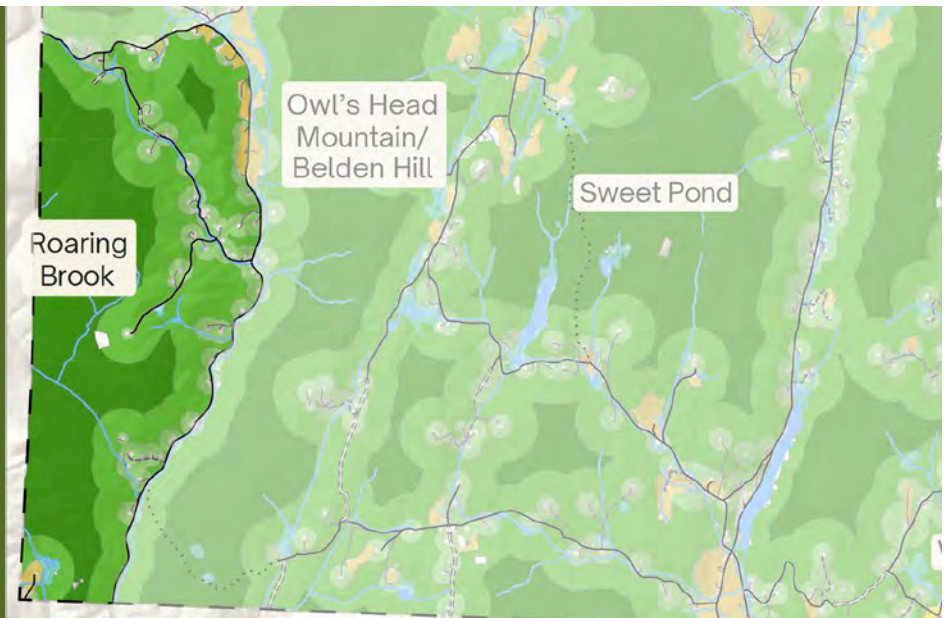 Owl's Head
Mountain/
Belden Hill
Sweet Pond
Roaring
Brook